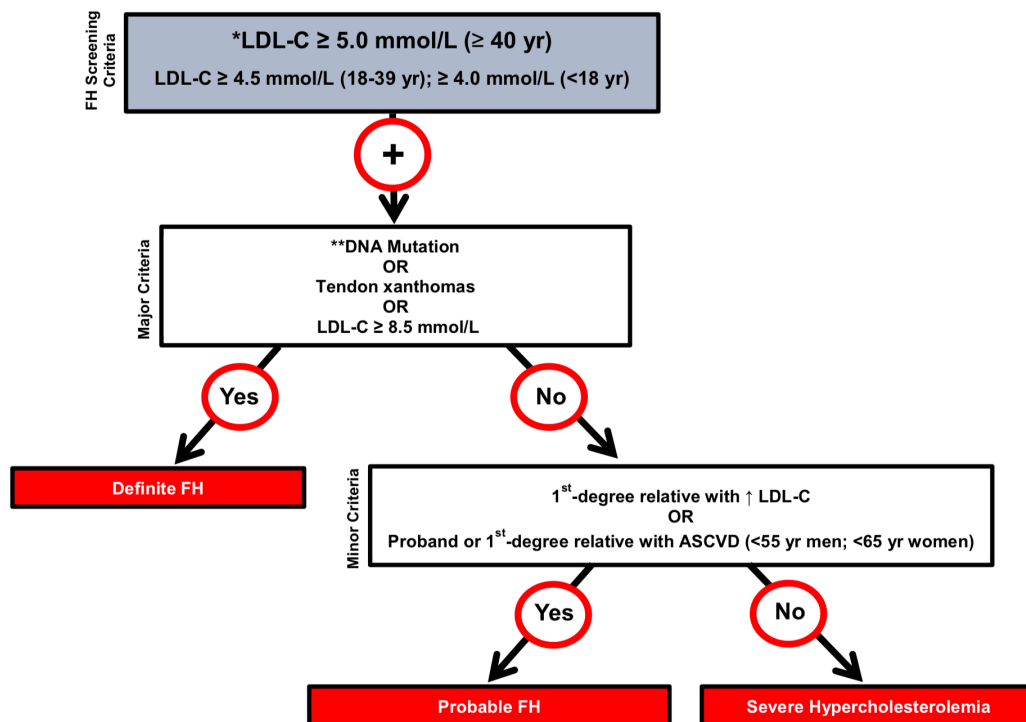 FH Screening
Criteria
*LDL-C ≥ 5.0 mmol/L (≥ 40 yr)
LDL-C ≥ 4.5 mmol/L (18-39 yr); ≥ 4.0 mmol/L (<18 yr)
+
Major Criteria
**DNA Mutation
OR
Tendon xanthomas
OR
LDL-C ≥ 8.5 mmol/L
Yes
No
Definite FH
Minor Criteria
1st-degree relative with ↑ LDL-C
OR
Proband or 1st-degree relative with ASCVD (<55 yr men; <65 yr women)
Yes
No
Probable FH
Severe Hypercholesterolemia